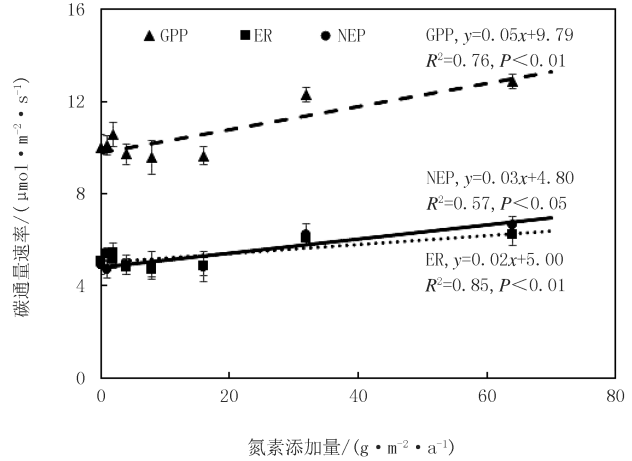 16
▲ GPP ■ ER ● NEP
GPP, y=0.05x+9.79
R²=0.76, P<0.01
12
8
NEP, y=0.03x+4.80
R²=0.57, P<0.05
ER, y=0.02x+5.00
R²=0.85, P<0.01
4
0
0 20 40 60 80
碳通量速率/(μmol·m⁻²·s⁻¹)
氮素添加量/(g·m⁻²·a⁻¹)